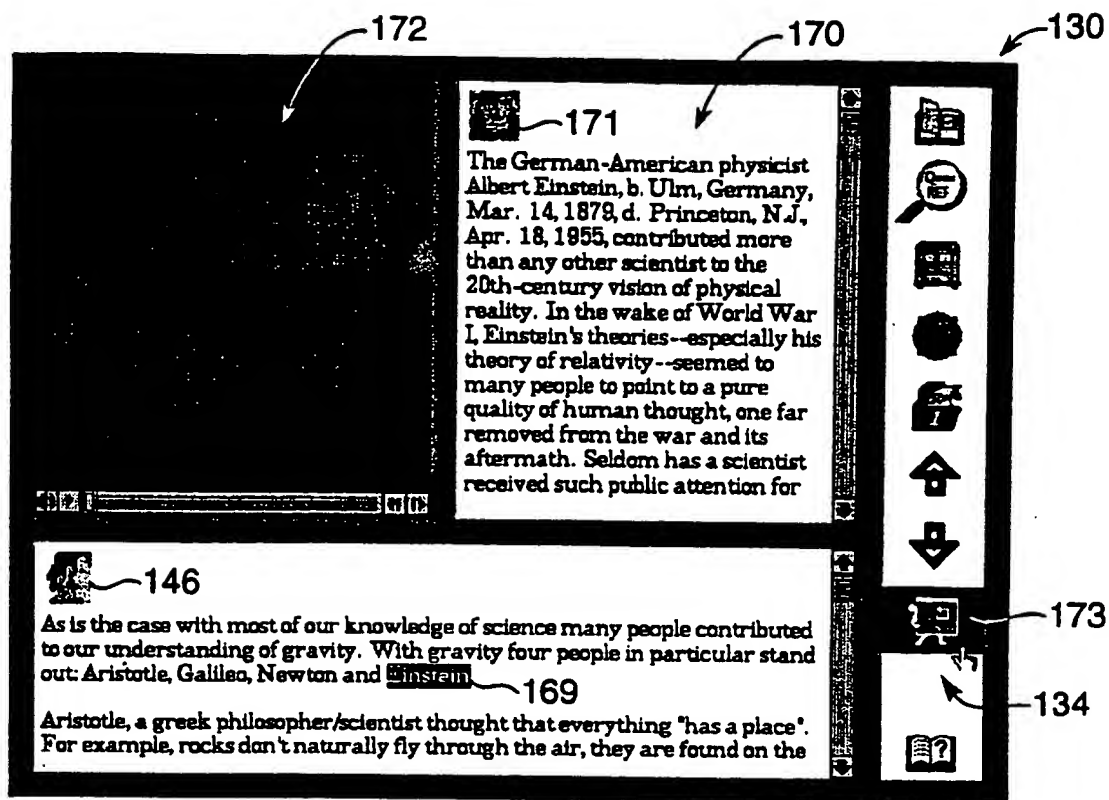 172
170
130
171
The German-American physicist
Albert Einstein, b. Ulm, Germany,
Mar. 14, 1879, d. Princeton, N.J.,
Apr. 18, 1955, contributed more
than any other scientist to the
20th-century vision of physical
reality. In the wake of World War
I, Einstein's theories--especially his
theory of relativity--seemed to
many people to point to a pure
quality of human thought, one far
removed from the war and its
aftermath. Seldom has a scientist
received such public attention for
REF
I
146
As is the case with most of our knowledge of science many people contributed
to our understanding of gravity. With gravity four people in particular stand
out: Aristotle, Galileo, Newton and Einstein
169
Aristotle, a greek philosopher/scientist thought that everything "has a place".
For example, rocks don't naturally fly through the air, they are found on the
173
134
?